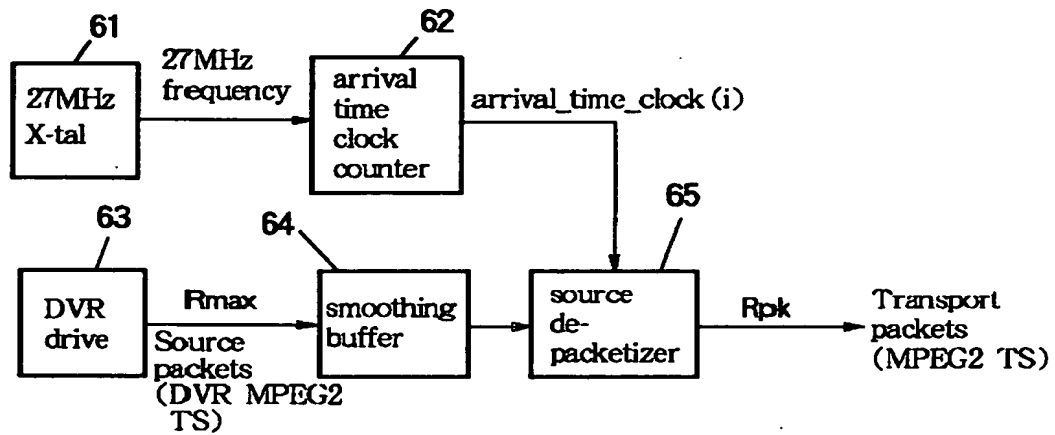 61
27MHz
X-tal
27MHz
frequency
62
arrival
time
clock
counter
arrival_time_clock (i)
63
DVR
drive
Rmax
Source
packets
(DVR MPEG2
TS)
64
smoothing
buffer
65
source
de-
packetizer
Rpk
Transport
packets
(MPEG2 TS)